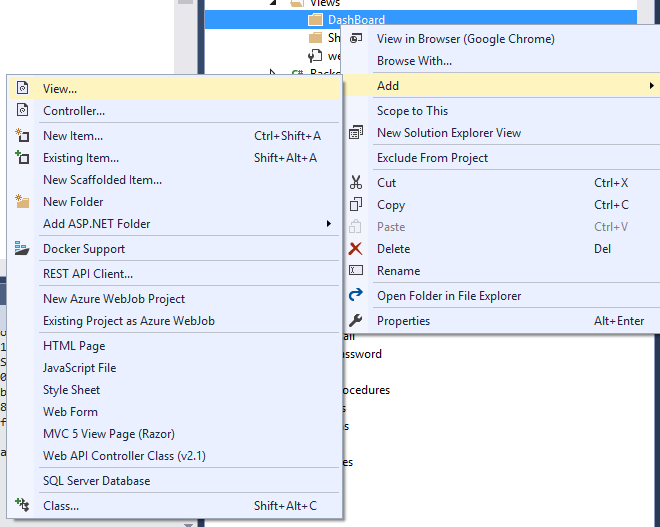 Views
DashBoard
Sh
we
View in Browser (Google Chrome)
Browse With...
Add
Scope to This
New Solution Explorer View
Exclude From Project
Cut Ctrl+X
Copy Ctrl+C
Paste Ctrl+V
Delete Del
Rename
Open Folder in File Explorer
Properties Alt+Enter
View...
Controller...
New Item... Ctrl+Shift+A
Existing Item... Shift+Alt+A
New Scaffolded Item...
New Folder
Add ASP.NET Folder
Docker Support
REST API Client...
New Azure WebJob Project
Existing Project as Azure WebJob
HTML Page
JavaScript File
Style Sheet
Web Form
MVC 5 View Page (Razor)
Web API Controller Class (v2.1)
SQL Server Database
Class... Shift+Alt+C
assword
ocedures